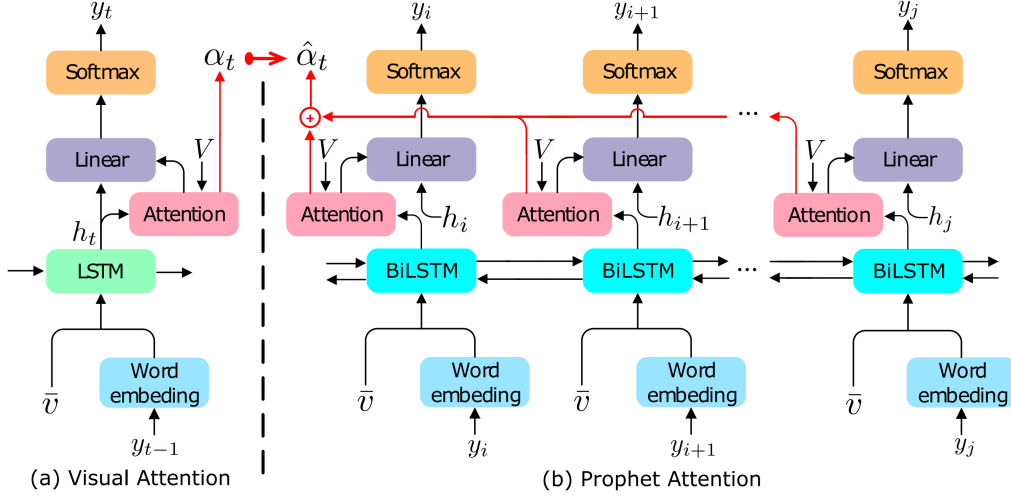 y_t
α_t
α̂_t
y_i
y_{i+1}
y_j
Softmax
Softmax
Softmax
Softmax
+
...
Linear
V
V
Linear
V
Linear
V
Linear
Attention
Attention
Attention
Attention
h_t
h_i
h_{i+1}
h_j
LSTM
BiLSTM
BiLSTM
...
BiLSTM
v̄
Word
embeding
v̄
Word
embeding
v̄
Word
embeding
v̄
Word
embeding
y_{t−1}
y_i
y_{i+1}
y_j
(a) Visual Attention
(b) Prophet Attention